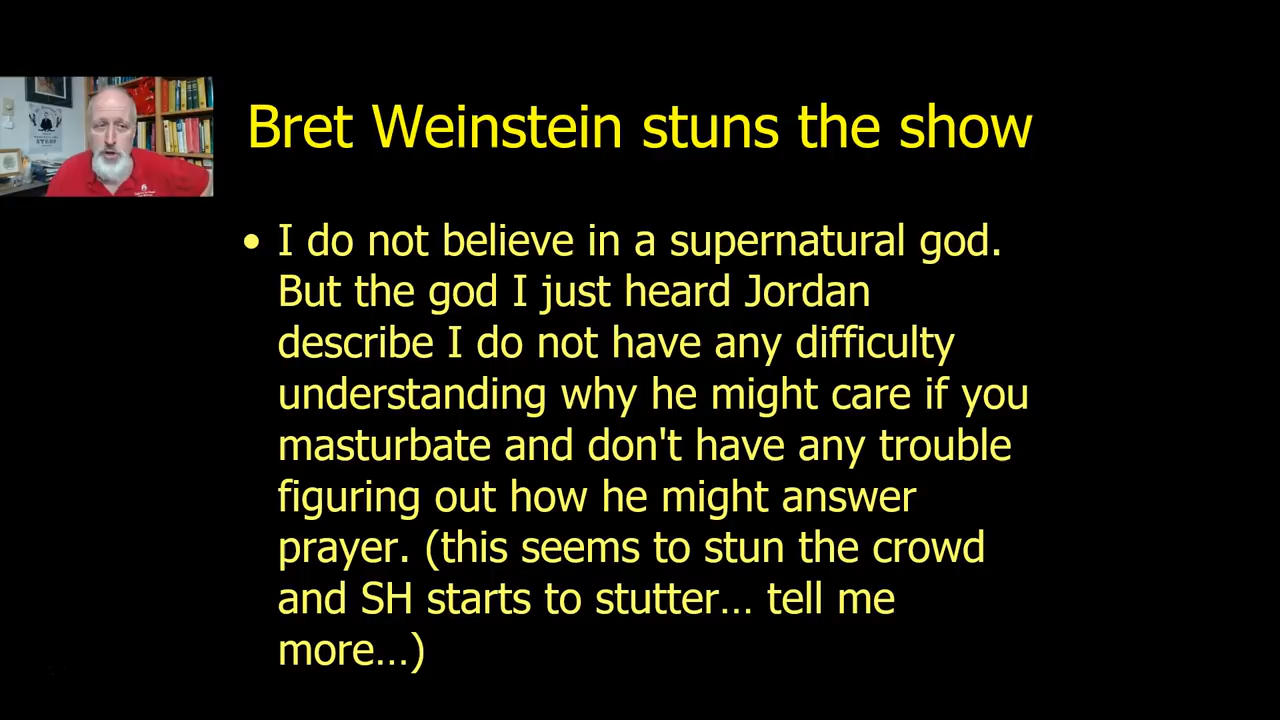 Bret Weinstein stuns the show
• I do not believe in a supernatural god.
But the god I just heard Jordan
describe I do not have any difficulty
understanding why he might care if you
masturbate and don't have any trouble
figuring out how he might answer
prayer. (this seems to stun the crowd
and SH starts to stutter... tell me
more...)